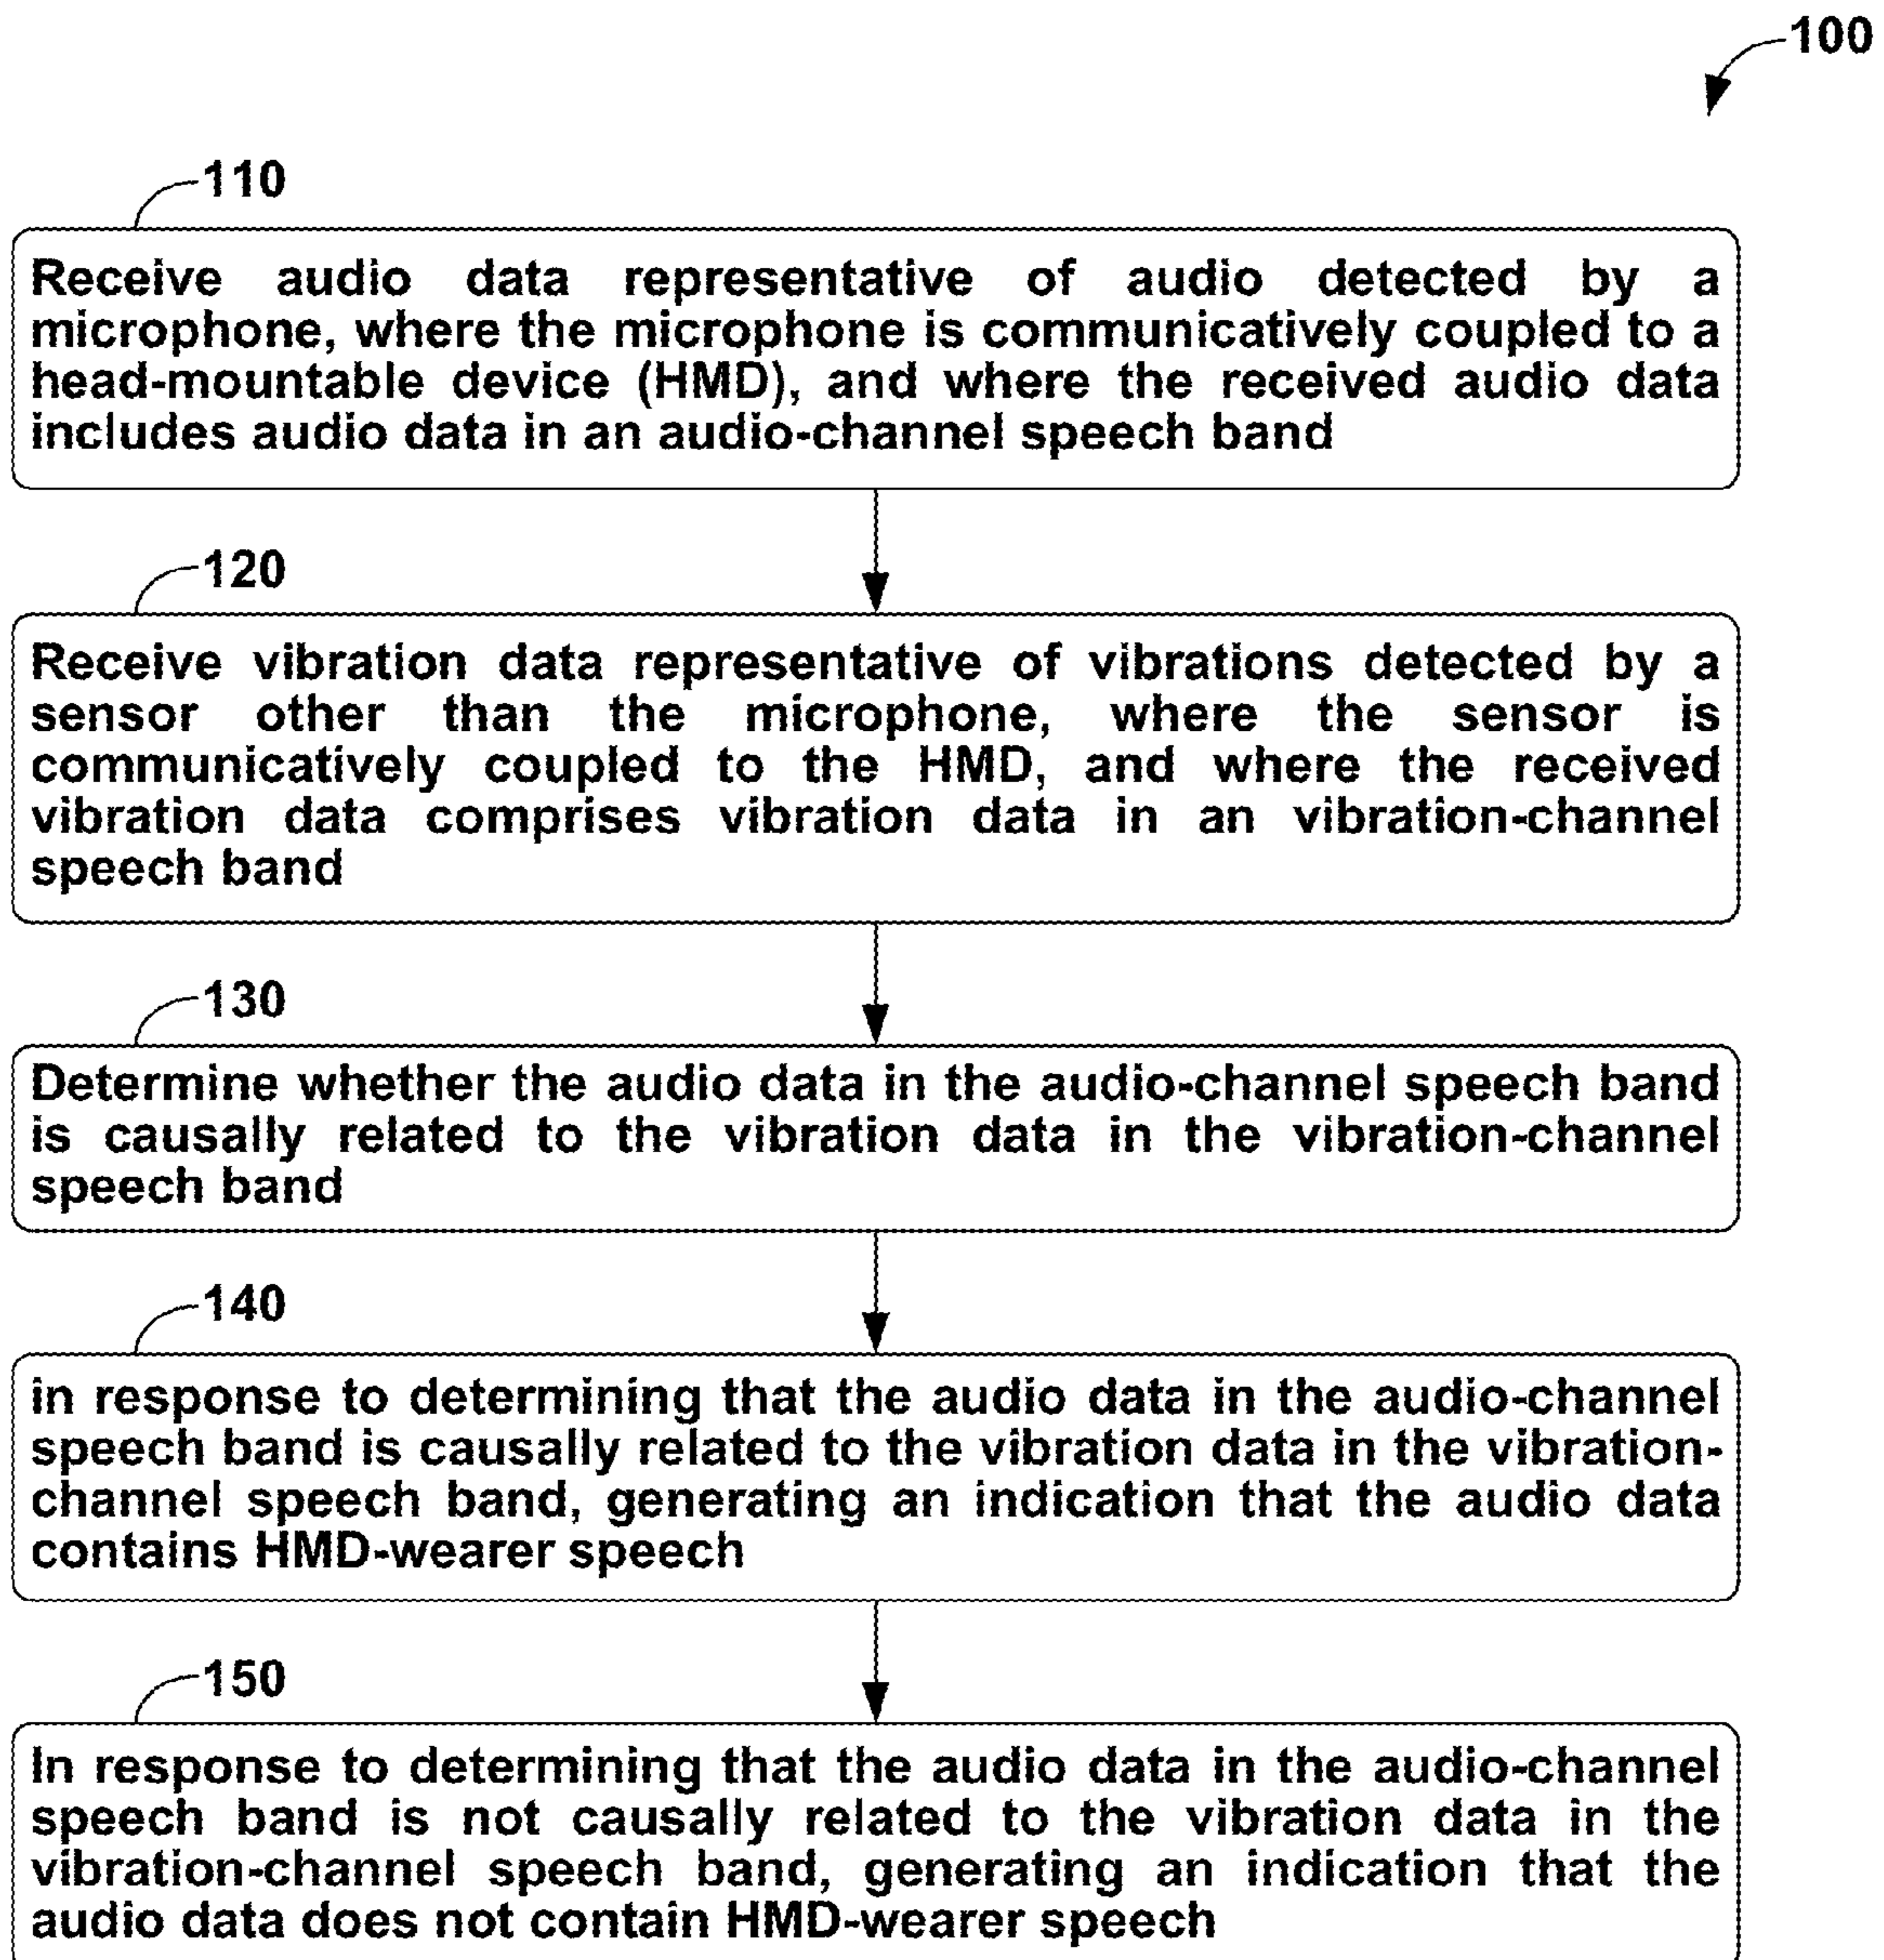 100
110
Receive audio data representative of audio detected by a
microphone, where the microphone is communicatively coupled to a
head-mountable device (HMD), and where the received audio data
includes audio data in an audio-channel speech band
120
Receive vibration data representative of vibrations detected by a
sensor other than the microphone, where the sensor is
communicatively coupled to the HMD, and where the received
vibration data comprises vibration data in an vibration-channel
speech band
130
Determine whether the audio data in the audio-channel speech band
is causally related to the vibration data in the vibration-channel
speech band
140
in response to determining that the audio data in the audio-channel
speech band is causally related to the vibration data in the vibration-
channel speech band, generating an indication that the audio data
contains HMD-wearer speech
150
In response to determining that the audio data in the audio-channel
speech band is not causally related to the vibration data in the
vibration-channel speech band, generating an indication that the
audio data does not contain HMD-wearer speech